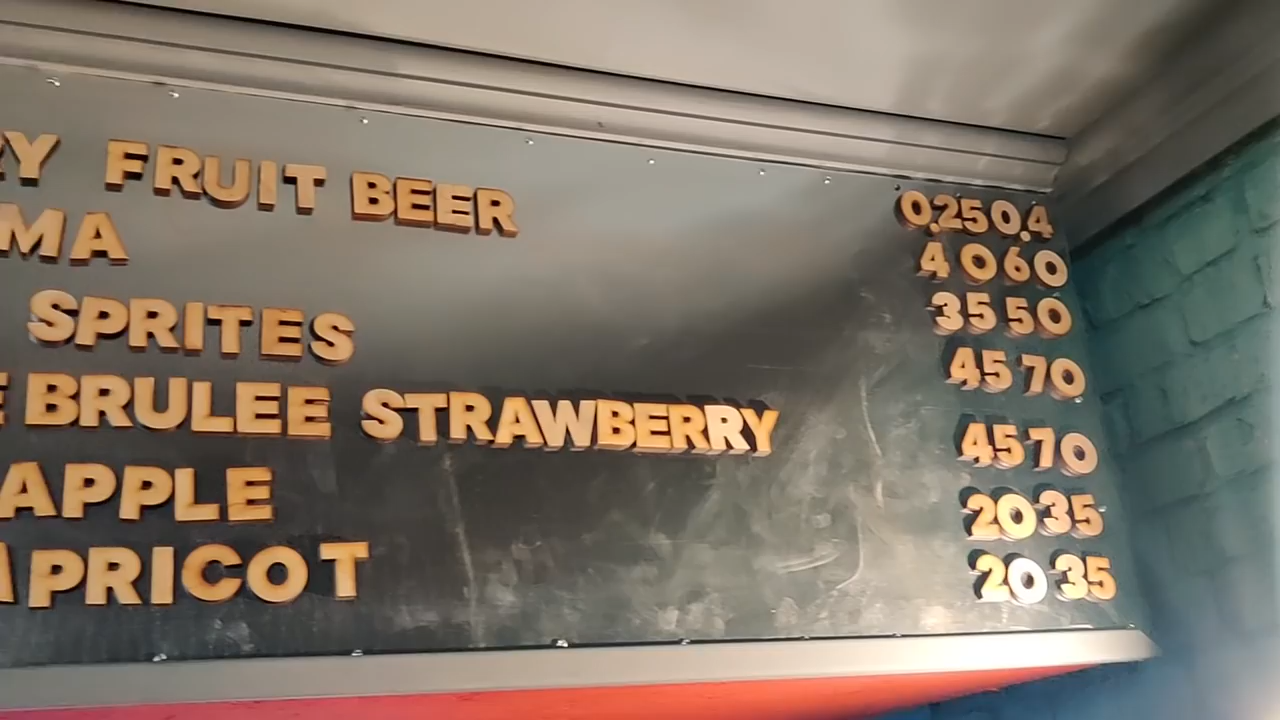 0.25 0.4
RY FRUIT BEER 40 60
MA 35 50
SPRITES 45 70
E BRULEE STRAWBERRY 45 70
APPLE 20 35
APRICOT 20 35